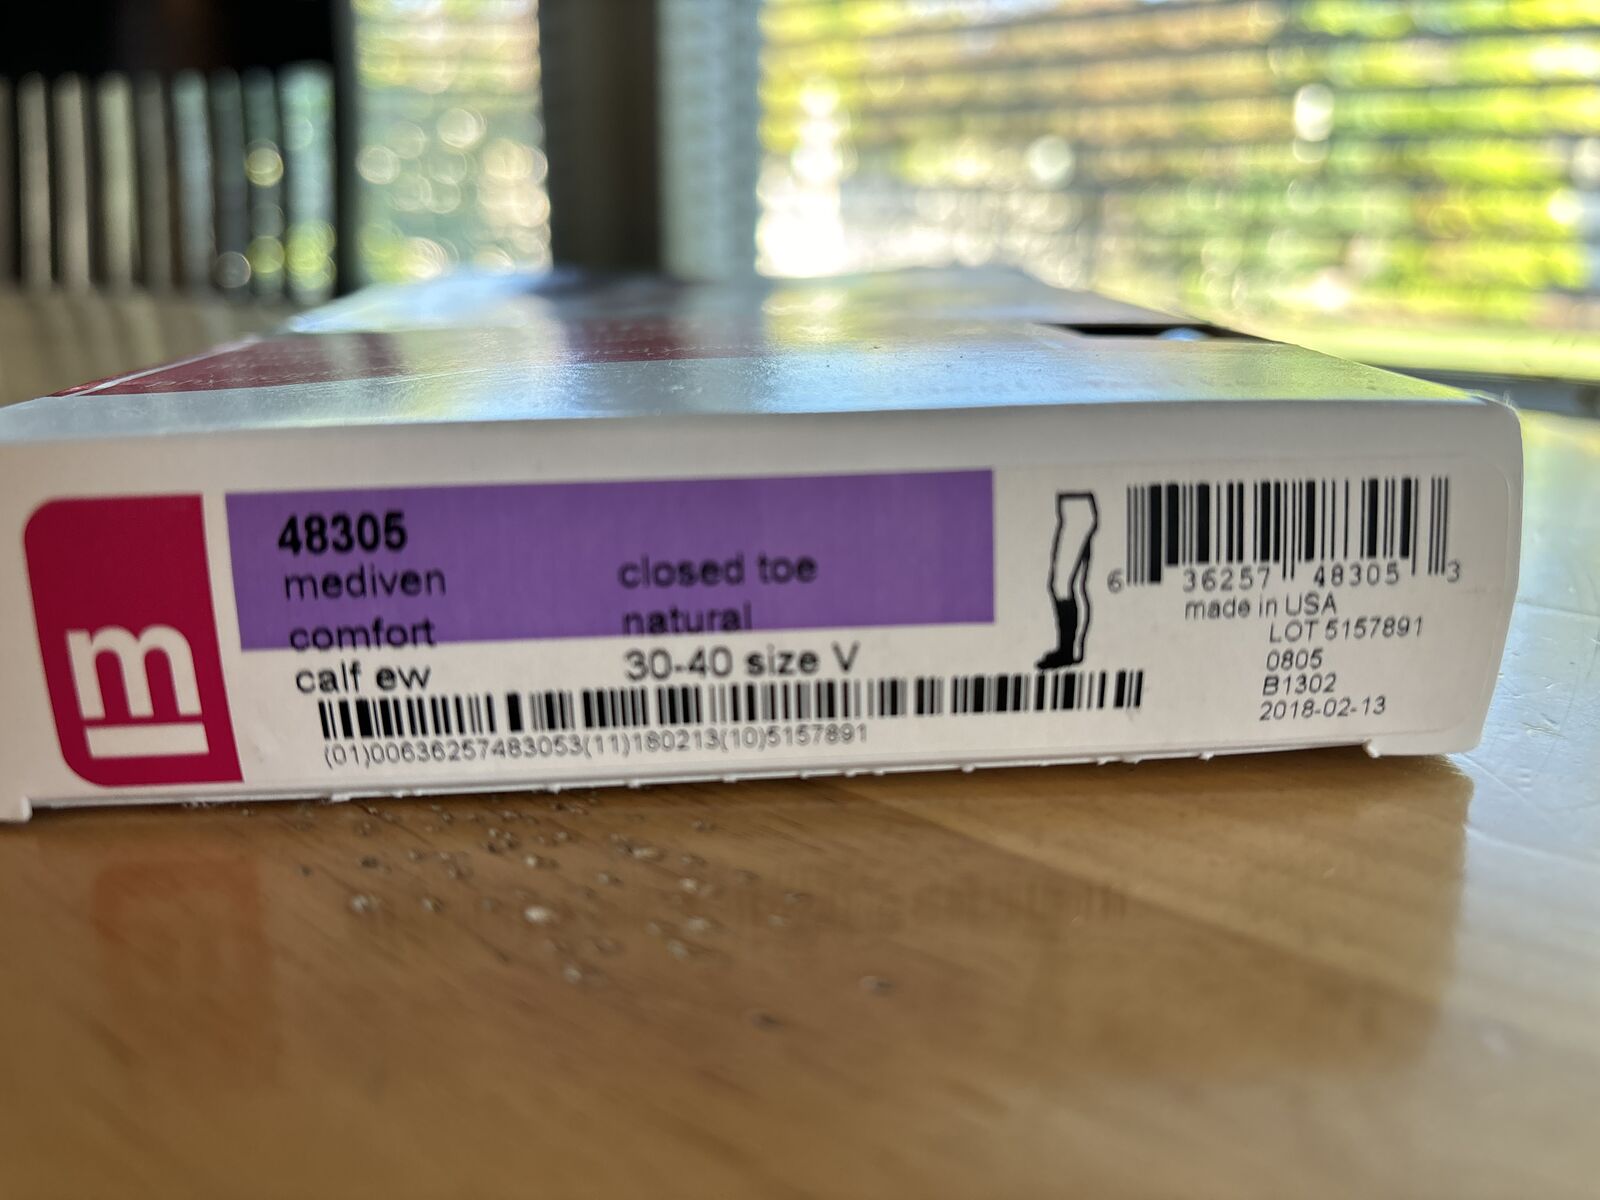 m
48305
mediven
comfort
calf ew
closed toe
natural
30-40 size V
(01)00636257483053(11)180213(10)5157891
6 36257 48305 3
made in USA
LOT 5157891
0805
B1302
2018-02-13